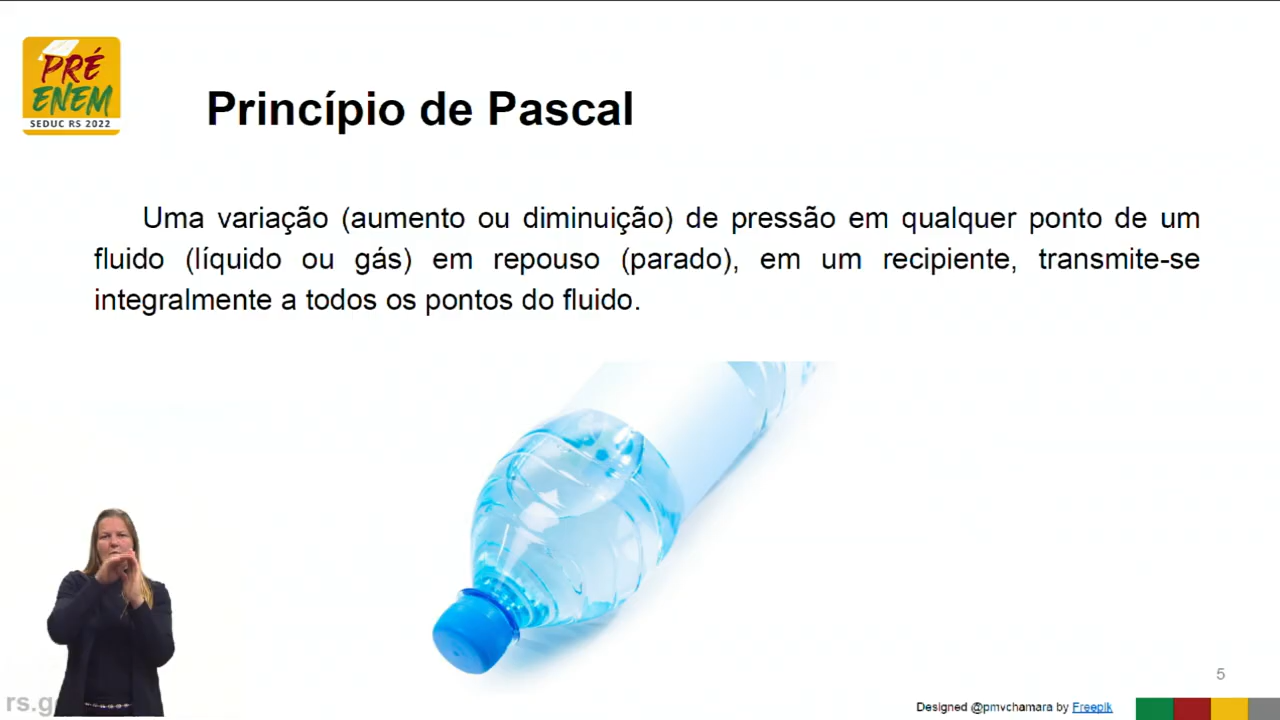 PRÉ
ENEM
SEDUC RS 2022
Princípio de Pascal
Uma variação (aumento ou diminuição) de pressão em qualquer ponto de um
fluido (líquido ou gás) em repouso (parado), em um recipiente, transmite-se
integralmente a todos os pontos do fluido.
5
rs.g
Designed @pmvchamara by Freepik